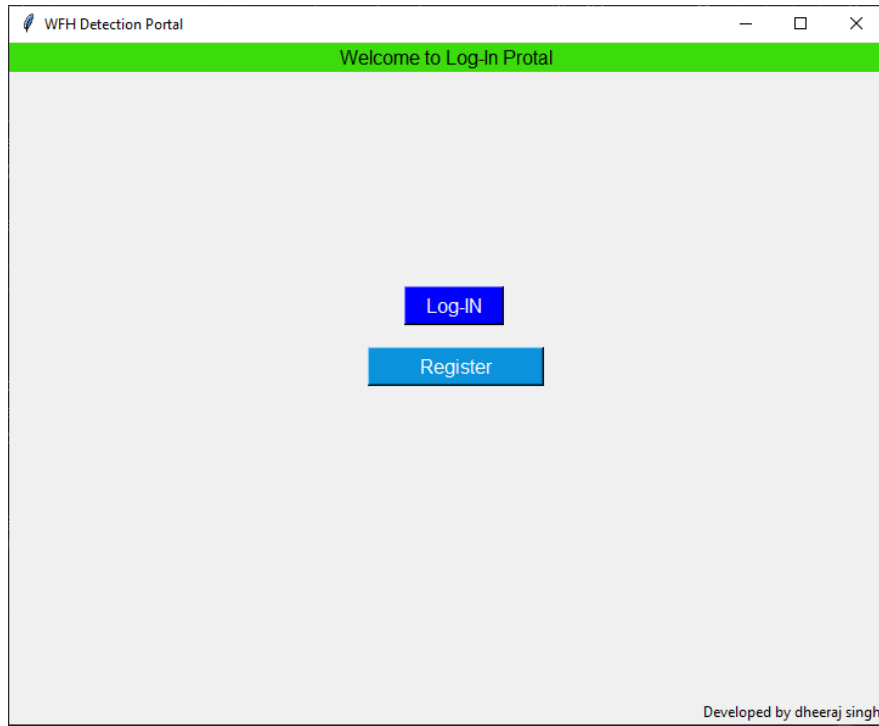 WFH Detection Portal
Welcome to Log-In Protal
Log-IN
Register
Developed by dheeraj singh